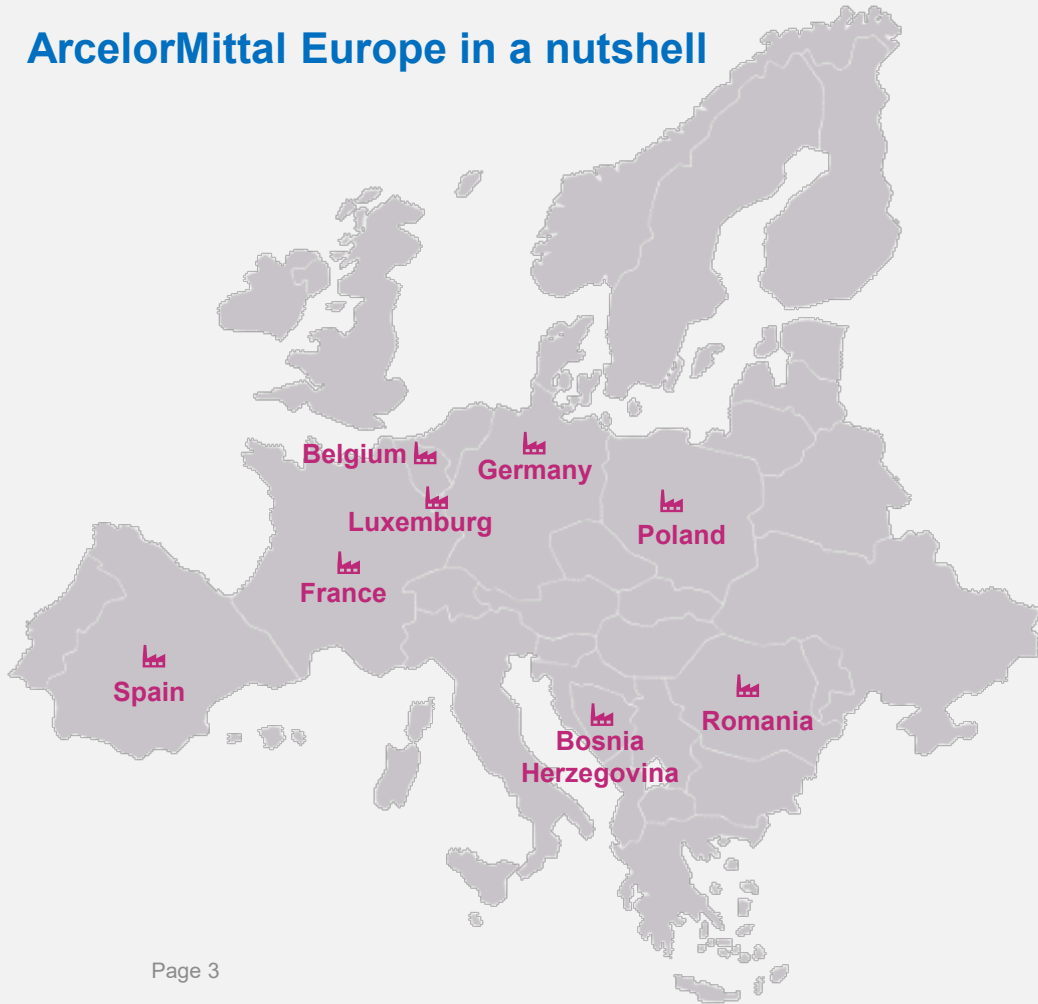 ArcelorMittal Europe in a nutshell
Belgium
Germany
Luxemburg
Poland
France
Spain
Romania
Bosnia
Herzegovina
Page 3